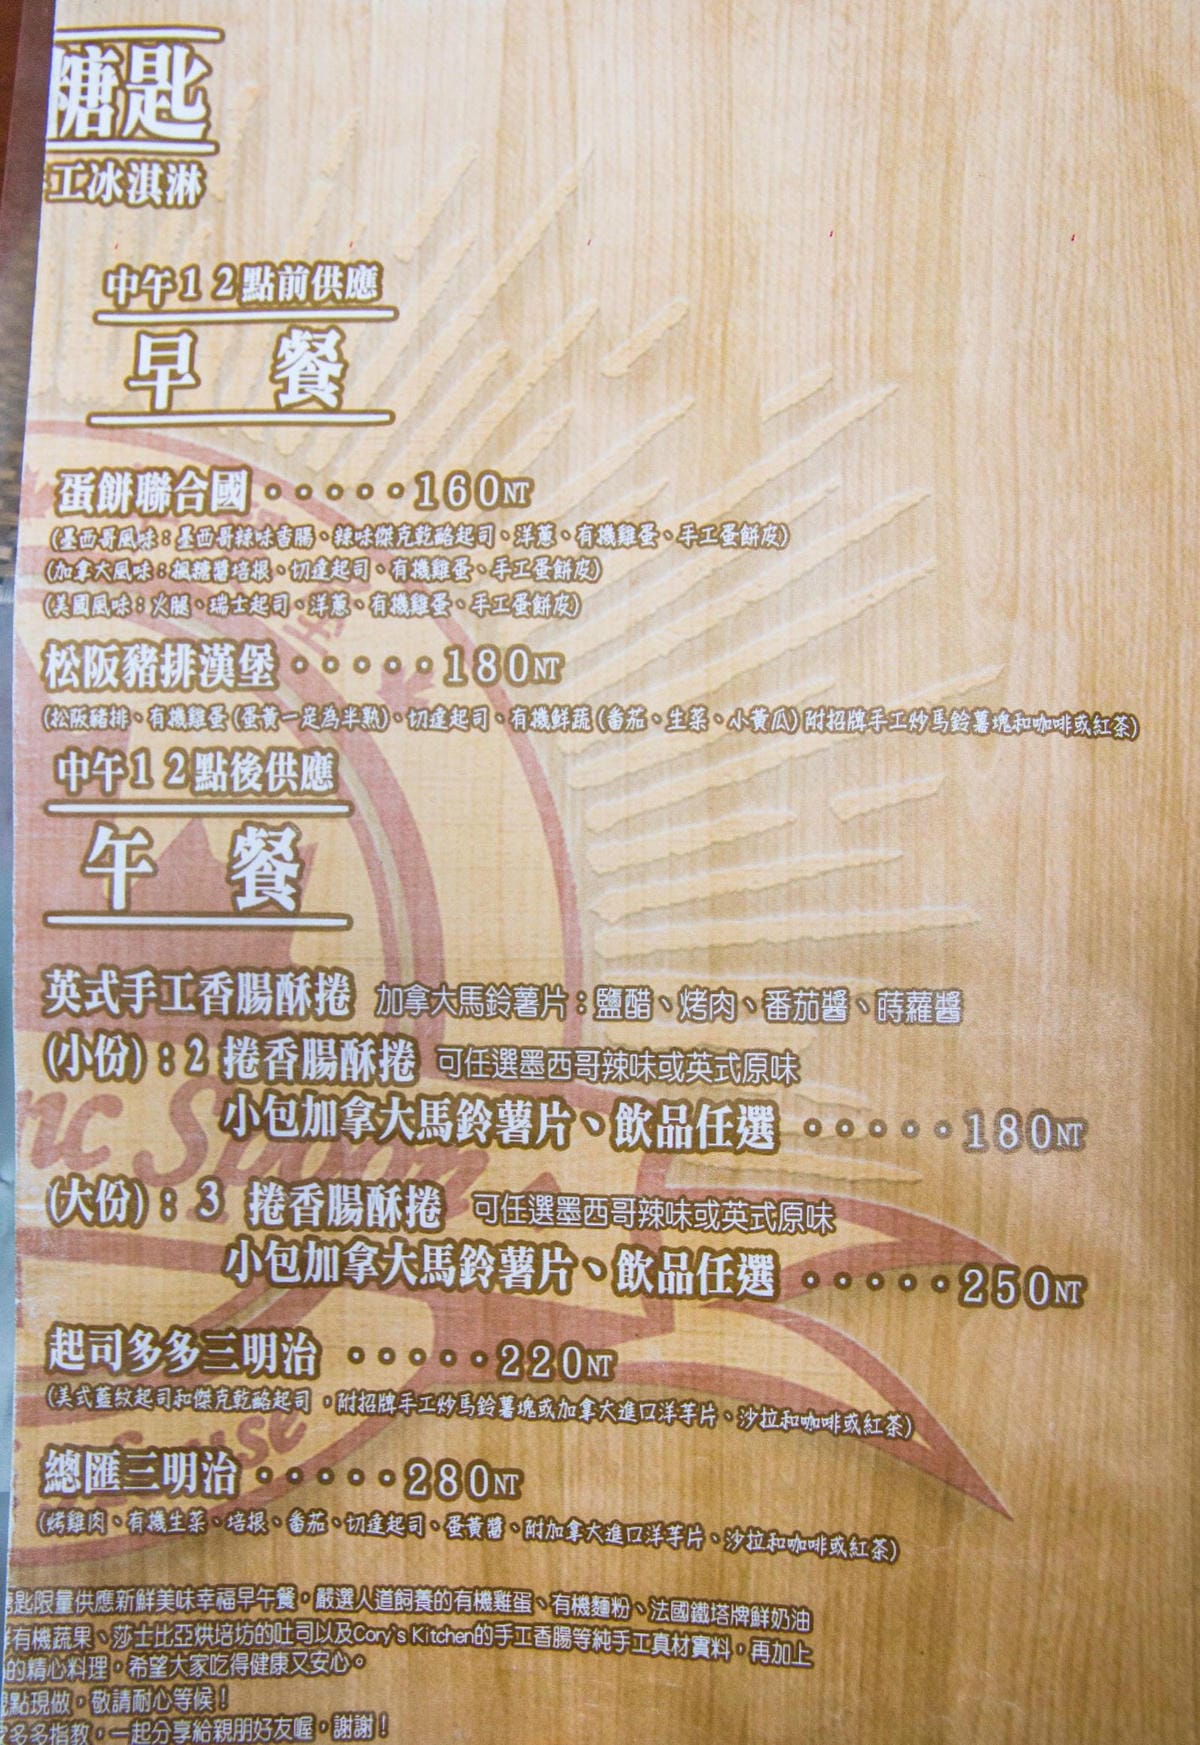 糖匙
工冰淇淋
中午12點前供應
早 餐
蛋餅聯合國·····160NT
(墨西哥風味：墨西哥辣味香腸、辣味傑克乾酪起司、洋蔥、有機雞蛋、手工蛋餅皮)
(加拿大風味：楓糖醬培根、切達起司、有機雞蛋、手工蛋餅皮)
(美國風味：火腿、瑞士起司、洋蔥、有機雞蛋、手工蛋餅皮)
松阪豬排漢堡·····180NT
(松阪豬排、有機雞蛋(蛋黃一定為半熟)、切達起司、有機鮮蔬(番茄、生菜、小黃瓜)附招牌手工炒馬鈴薯塊和咖啡或紅茶)
中午12點後供應
午 餐
英式手工香腸酥捲 加拿大馬鈴薯片：鹽醋、烤肉、番茄醬、蒔蘿醬
(小份)：2 捲香腸酥捲 可任選墨西哥辣味或英式原味
小包加拿大馬鈴薯片、飲品任選 ·····180NT
(大份)：3 捲香腸酥捲 可任選墨西哥辣味或英式原味
小包加拿大馬鈴薯片、飲品任選 ·····250NT
起司多多三明治 ·····220NT
(美式藍紋起司和傑克乾酪起司，附招牌手工炒馬鈴薯塊或加拿大進口洋芋片、沙拉和咖啡或紅茶)
總匯三明治·····280NT
(烤雞肉、有機生菜、培根、番茄、切達起司、蛋黃醬、附加拿大進口洋芋片、沙拉和咖啡或紅茶)
匙限量供應新鮮美味幸福早午餐，嚴選人道飼養的有機雞蛋、有機麵粉、法國鐵塔牌鮮奶油
有機蔬果、莎士比亞烘培坊的吐司以及Cory's Kitchen的手工香腸等純手工真材實料，再加上
的精心料理，希望大家吃得健康又安心。
點現做，敬請耐心等候！
多多指教，一起分享給親朋好友喔，謝謝！